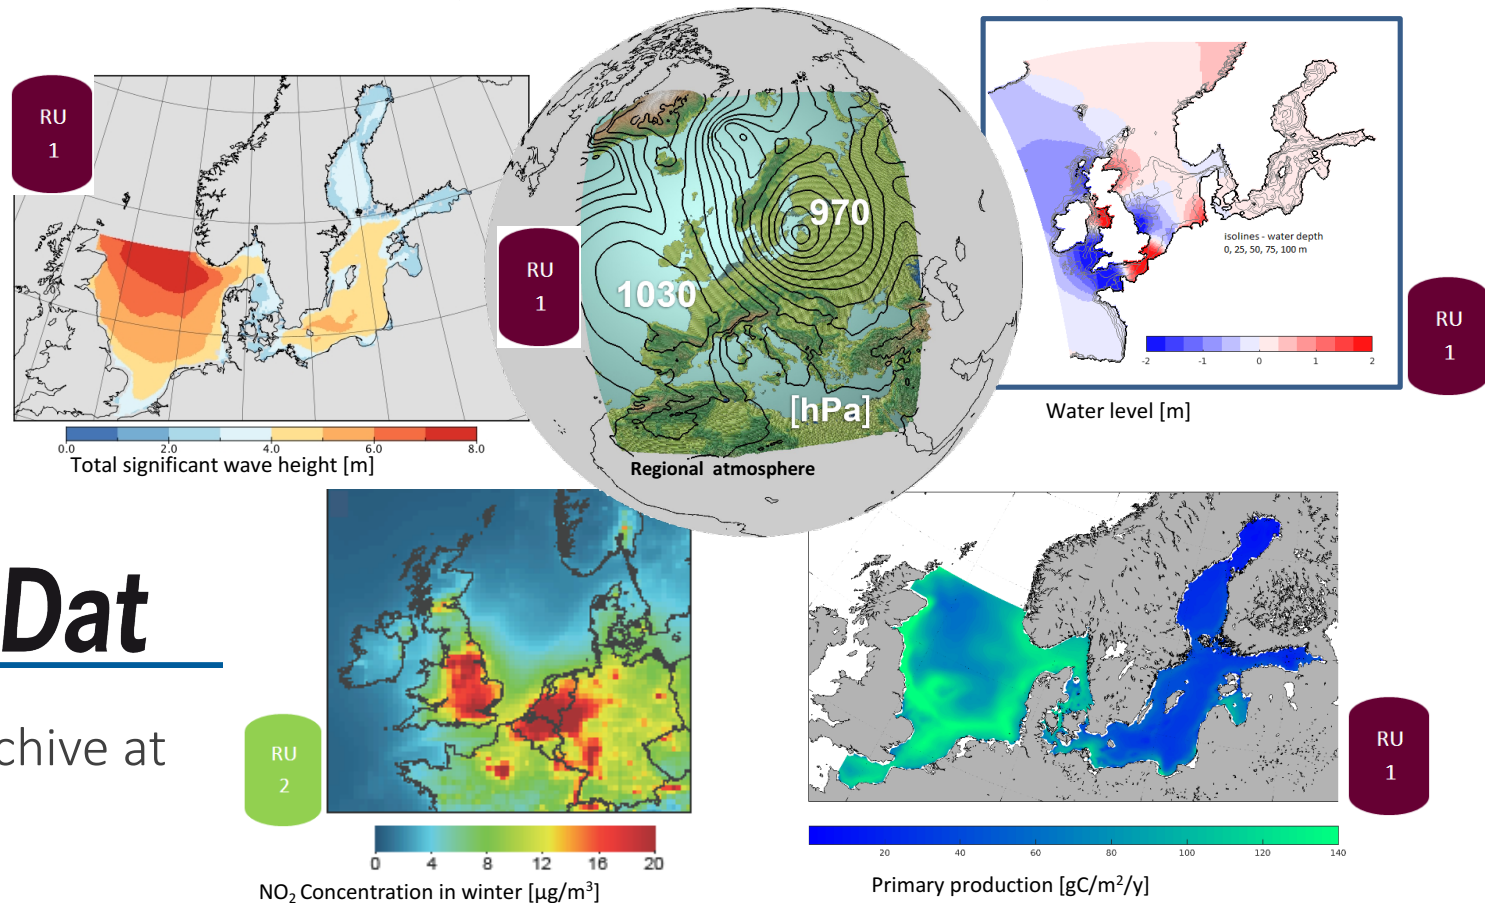 RU
1
0.0 2.0 4.0 6.0 8.0
Total significant wave height [m]
RU
1
970
1030
[hPa]
Regional atmosphere
isolines - water depth
0, 25, 50, 75, 100 m
-2 -1 0 1 2
Water level [m]
RU
1
Dat
chive at
RU
2
0 4 8 12 16 20
NO₂ Concentration in winter [µg/m³]
RU
1
20 40 60 80 100 120 140
Primary production [gC/m²/y]